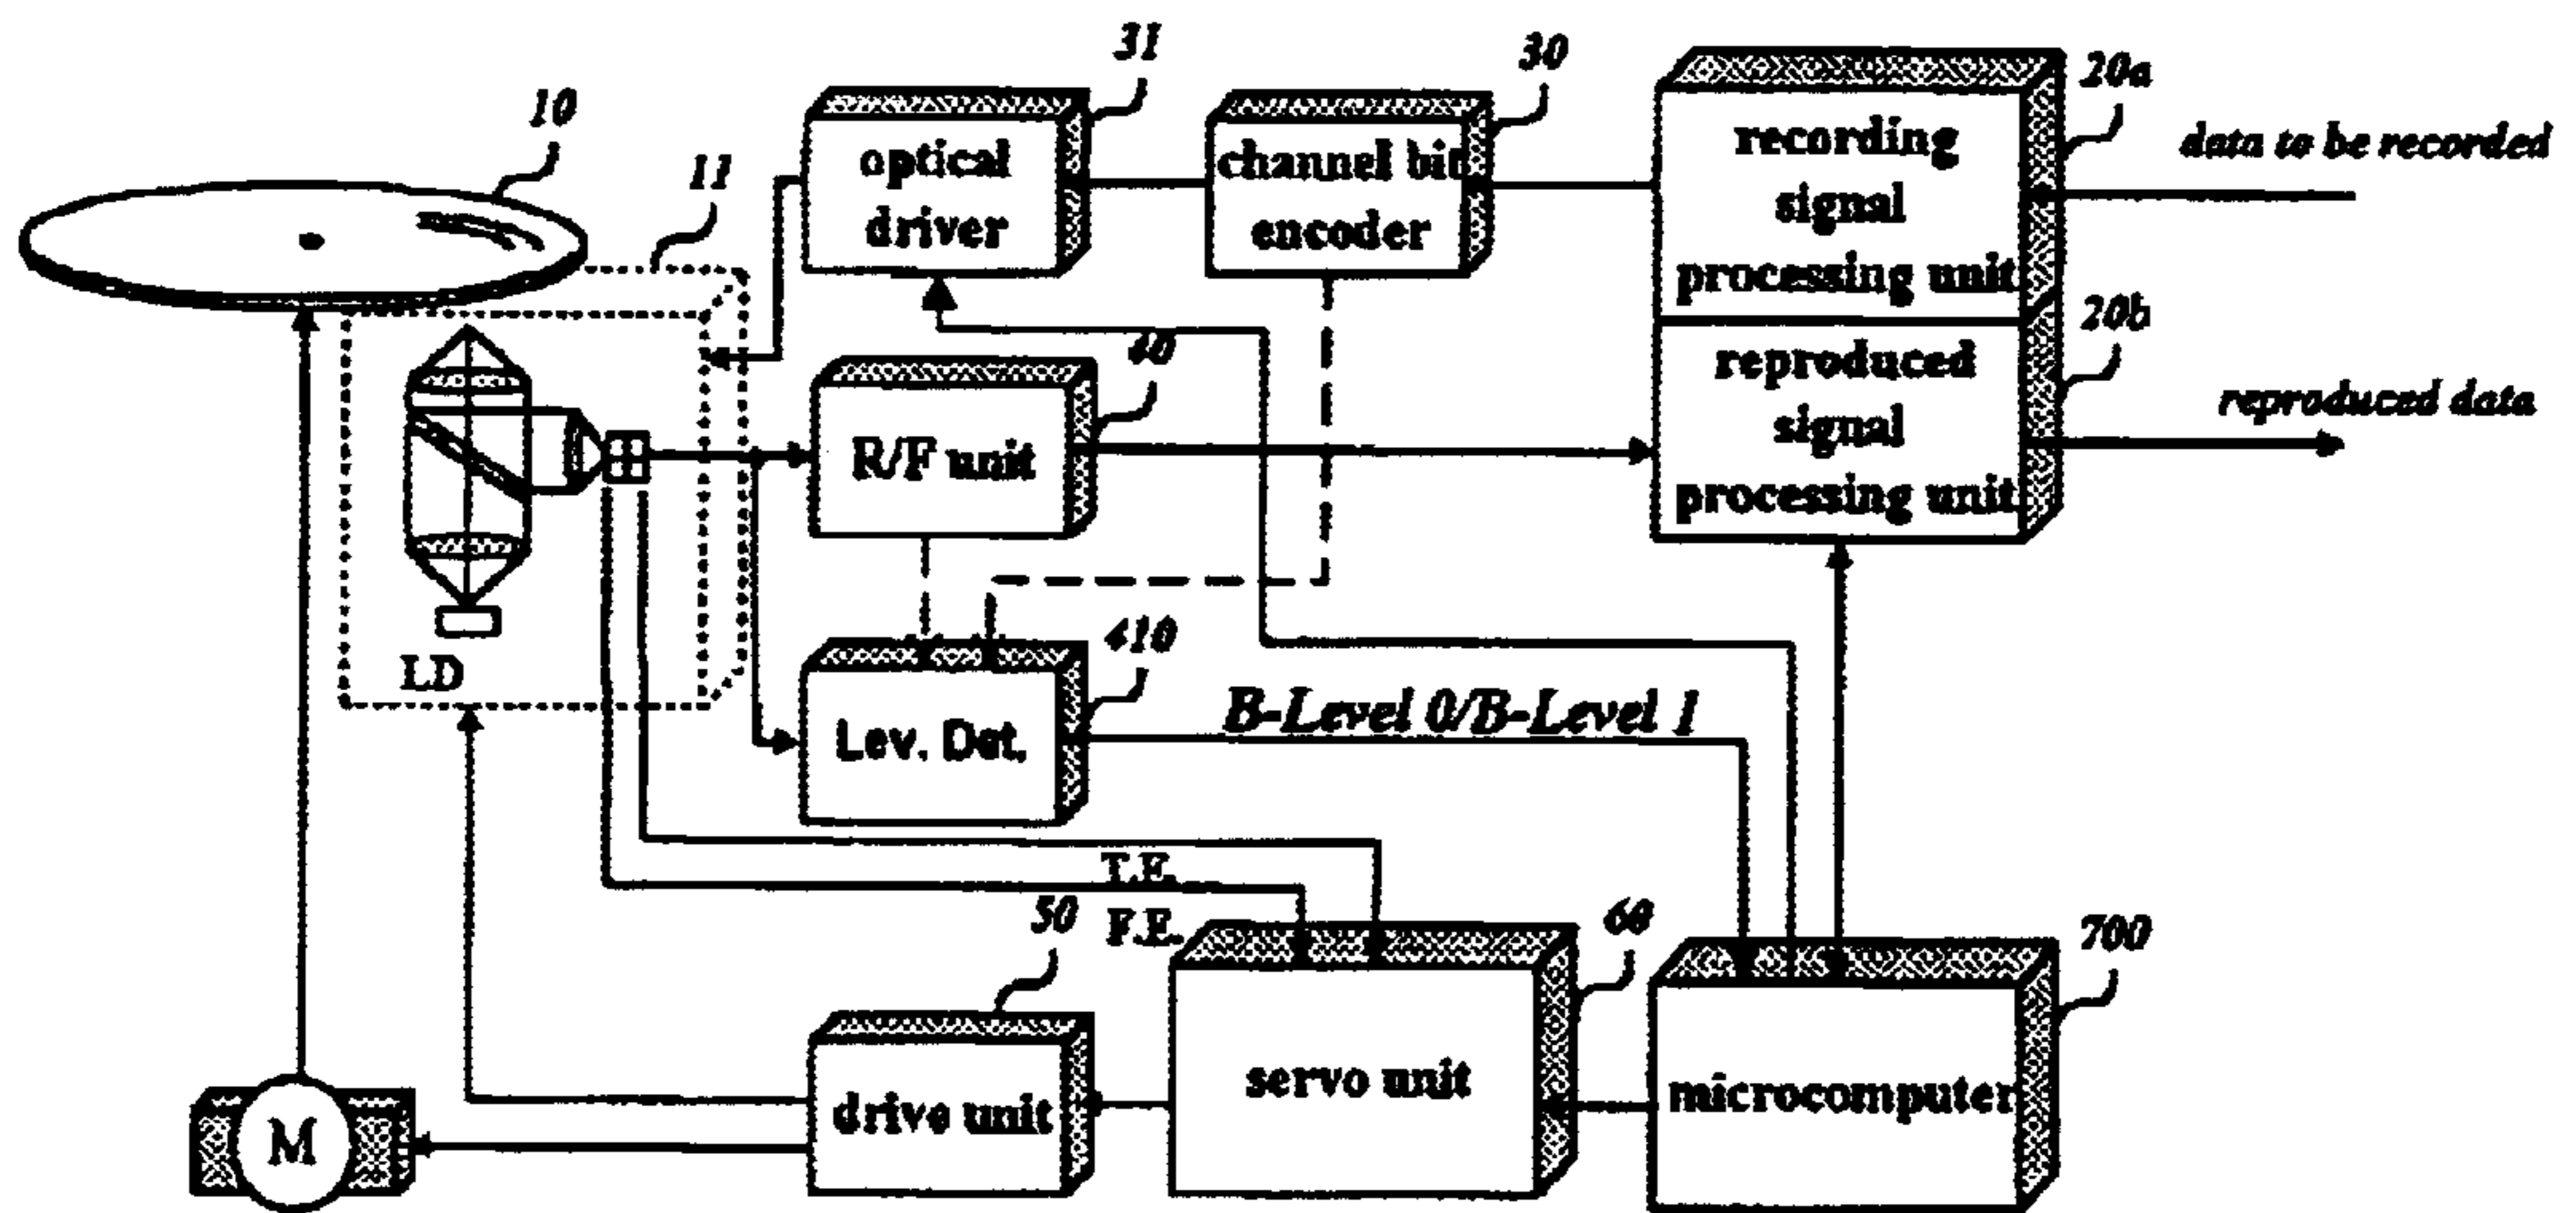 31
30
20a
10
11
optical
driver
channel bit
encoder
recording
signal
processing unit
data to be recorded
20b
40
R/F unit
reproduced
signal
processing unit
reproduced data
LD
410
Lev. Det.
B-Level 0/B-Level 1
T.E.
F.E.
50
60
700
M
drive unit
servo unit
microcomputer